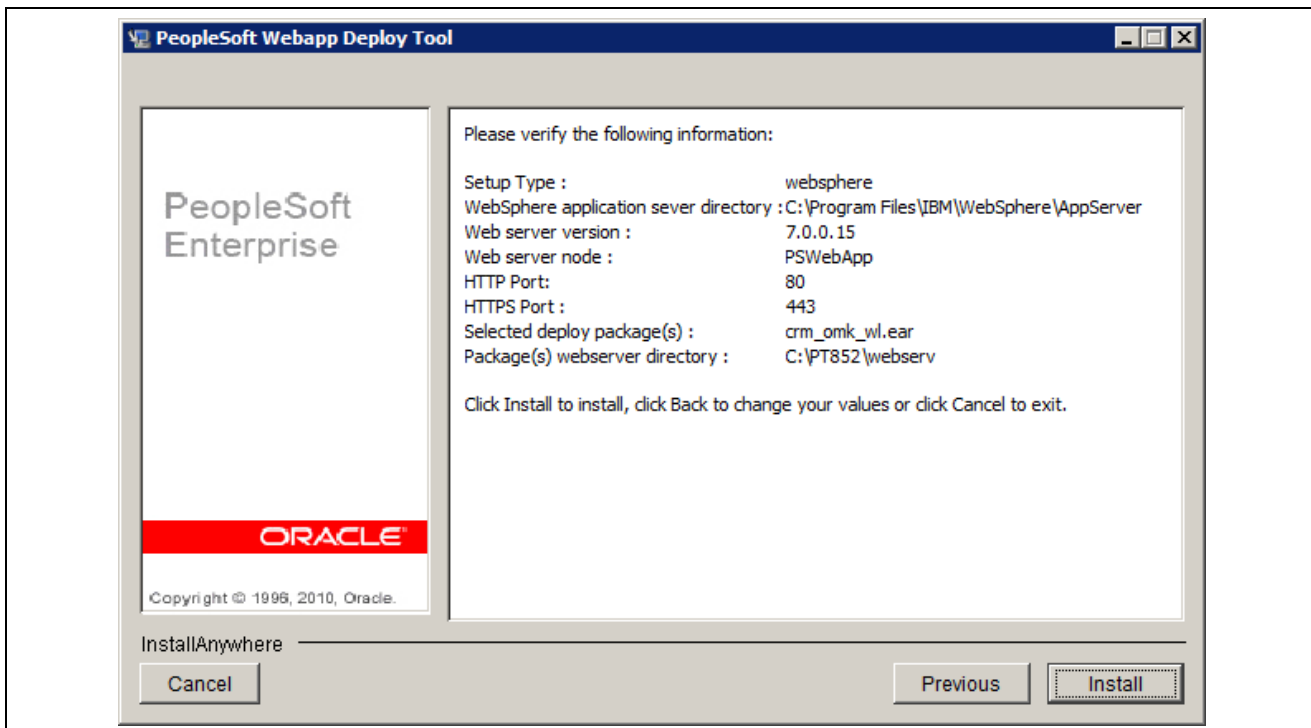 PeopleSoft Webapp Deploy Tool
PeopleSoft
Enterprise
ORACLE
Copyright © 1996, 2010, Oracle.
Please verify the following information:
Setup Type : websphere
WebSphere application sever directory : C:\Program Files\IBM\WebSphere\AppServer
Web server version : 7.0.0.15
Web server node : PSWebApp
HTTP Port: 80
HTTPS Port : 443
Selected deploy package(s) : crm_omk_wl.ear
Package(s) webserver directory : C:\PT852\webserv
Click Install to install, click Back to change your values or click Cancel to exit.
InstallAnywhere
Cancel
Previous
Install